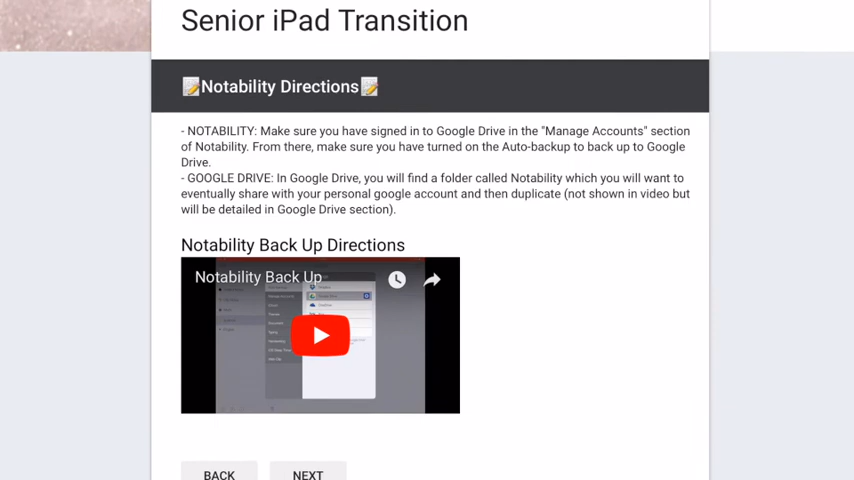 Senior iPad Transition
📝Notability Directions📝
- NOTABILITY: Make sure you have signed in to Google Drive in the "Manage Accounts" section
of Notability. From there, make sure you have turned on the Auto-backup to back up to Google
Drive.
- GOOGLE DRIVE: In Google Drive, you will find a folder called Notability which you will want to
eventually share with your personal google account and then duplicate (not shown in video but
will be detailed in Google Drive section).
Notability Back Up Directions
Notability Back Up
BACK NEXT